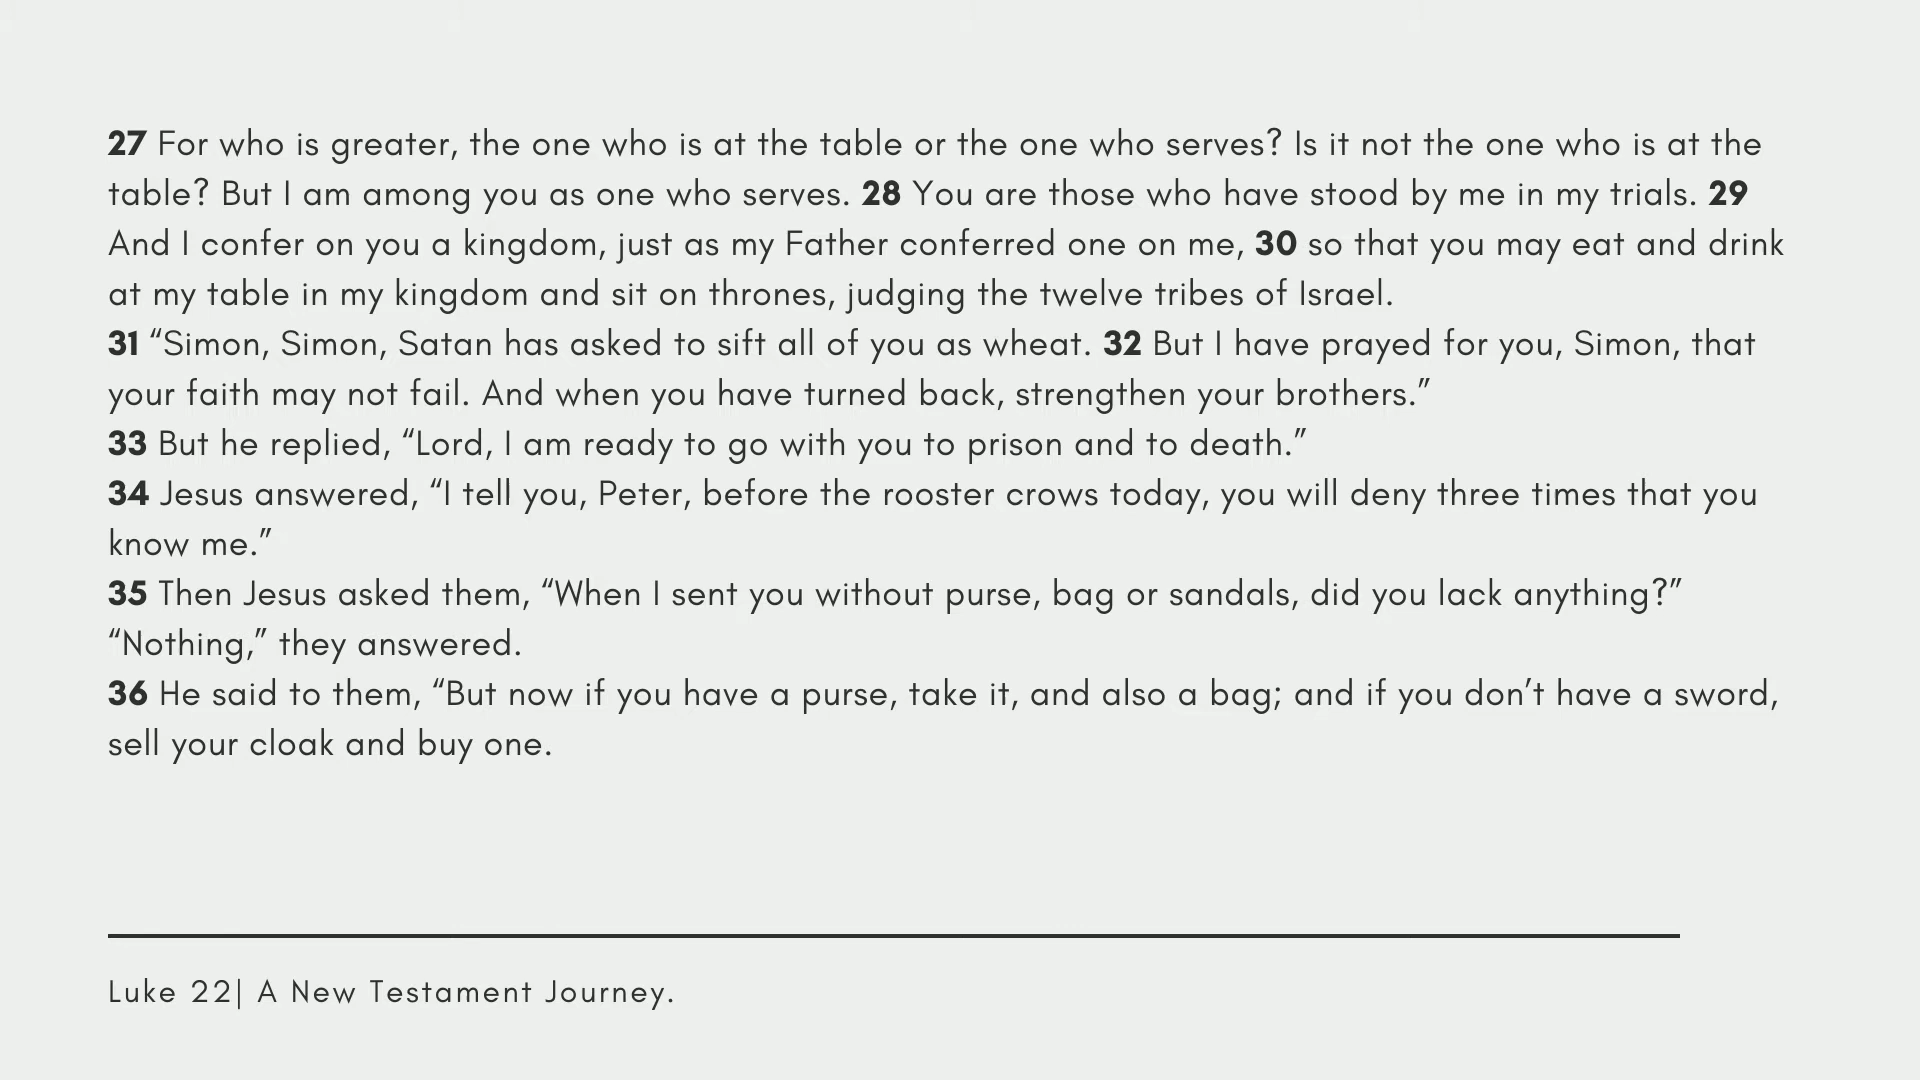 27 For who is greater, the one who is at the table or the one who serves? Is it not the one who is at the
table? But I am among you as one who serves. 28 You are those who have stood by me in my trials. 29
And I confer on you a kingdom, just as my Father conferred one on me, 30 so that you may eat and drink
at my table in my kingdom and sit on thrones, judging the twelve tribes of Israel.
31 “Simon, Simon, Satan has asked to sift all of you as wheat. 32 But I have prayed for you, Simon, that
your faith may not fail. And when you have turned back, strengthen your brothers.”
33 But he replied, “Lord, I am ready to go with you to prison and to death.”
34 Jesus answered, “I tell you, Peter, before the rooster crows today, you will deny three times that you
know me.”
35 Then Jesus asked them, “When I sent you without purse, bag or sandals, did you lack anything?”
“Nothing,” they answered.
36 He said to them, “But now if you have a purse, take it, and also a bag; and if you don’t have a sword,
sell your cloak and buy one.
Luke 22| A New Testament Journey.